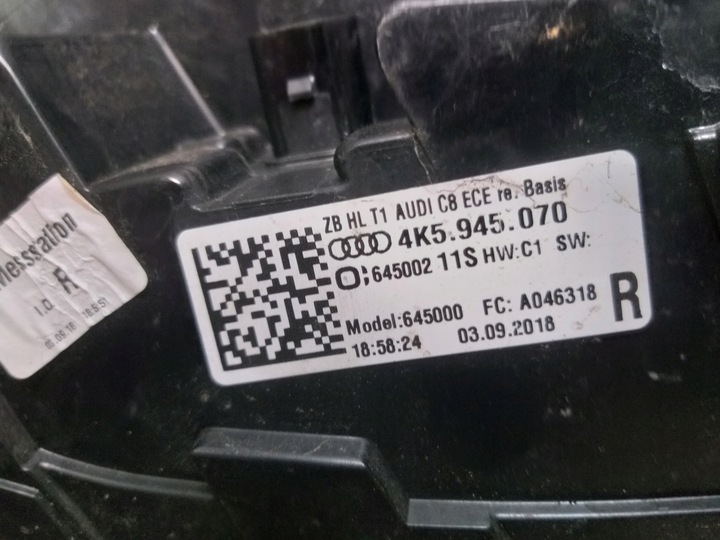 ZB HL T1 AUDI C8 ECE re. Basis
4K5.945.070
645002 11S HW:C1 SW:
Model:645000 FC: A046318
18:58:24 03.09.2018
R
Messsation
I.O. R